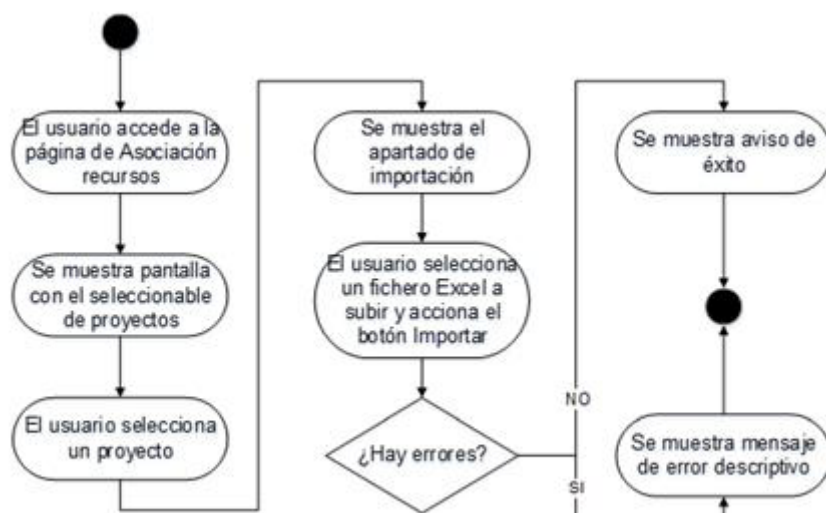 El usuario accede a la
página de Asociación
recursos
Se muestra pantalla
con el seleccionable
de proyectos
El usuario selecciona
un proyecto
Se muestra el
apartado de
importación
El usuario selecciona
un fichero Excel a
subir y acciona el
botón Importar
¿Hay errores?
NO
SI
Se muestra aviso de
éxito
Se muestra mensaje
de error descriptivo